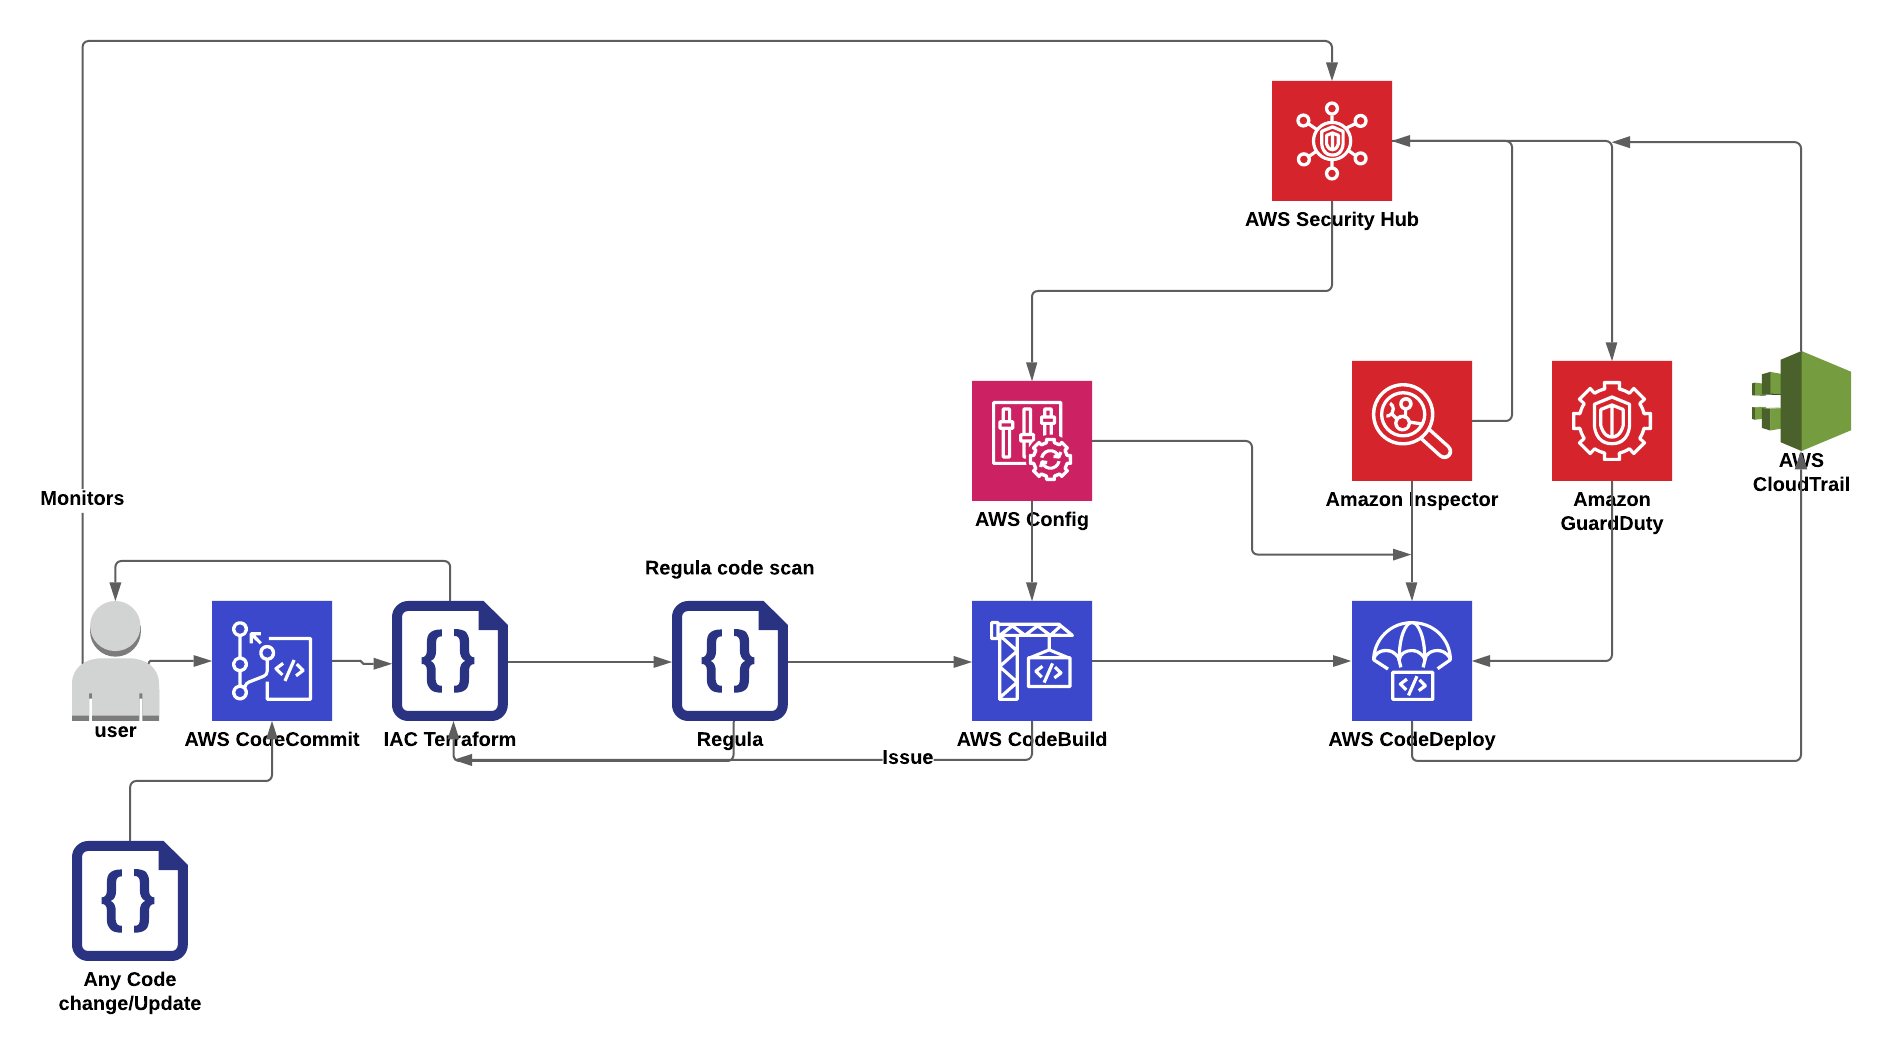 AWS Security Hub
Monitors
AWS Config
Amazon Inspector
Amazon
GuardDuty
AWS
CloudTrail
Regula code scan
user
AWS CodeCommit
IAC Terraform
Regula
AWS CodeBuild
AWS CodeDeploy
Issue
Any Code
change/Update